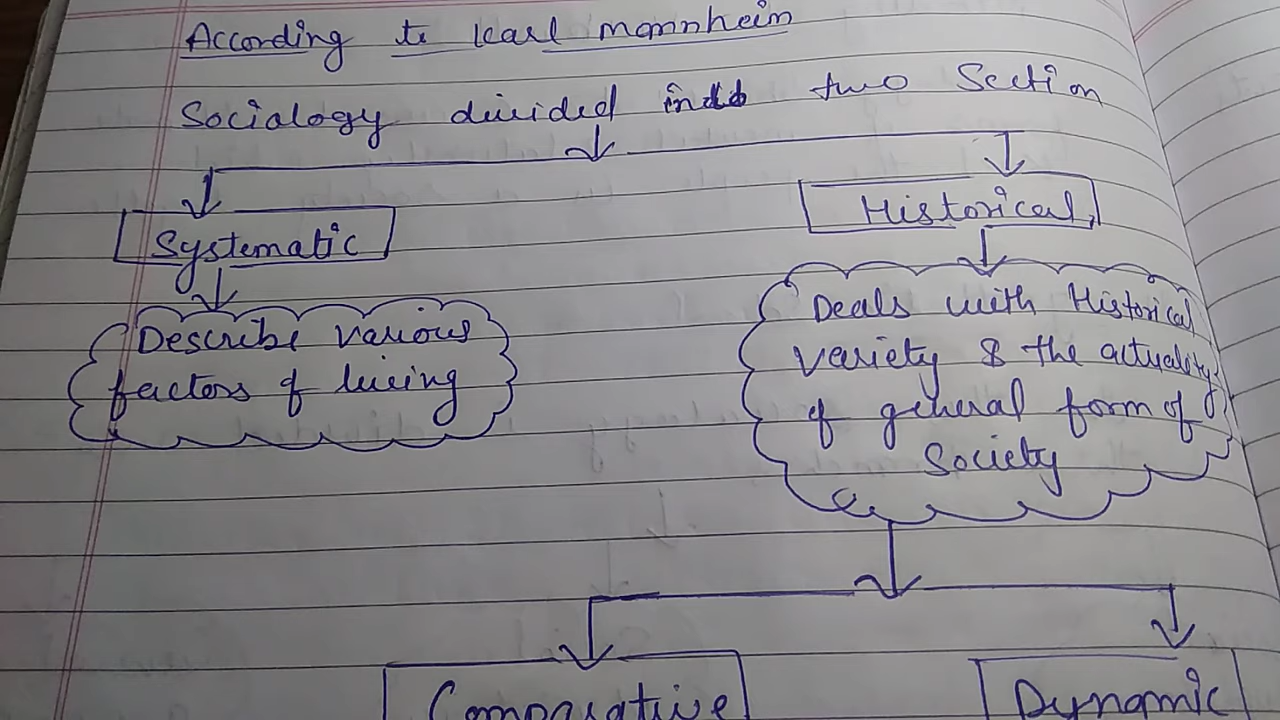 According to Karl mannhein
Sociology divided into two Section
Systematic
Historical
Describe various
factors of living
Deals with Historical
variety & the actuality
of general form of
Society
Comparative
Dynamic